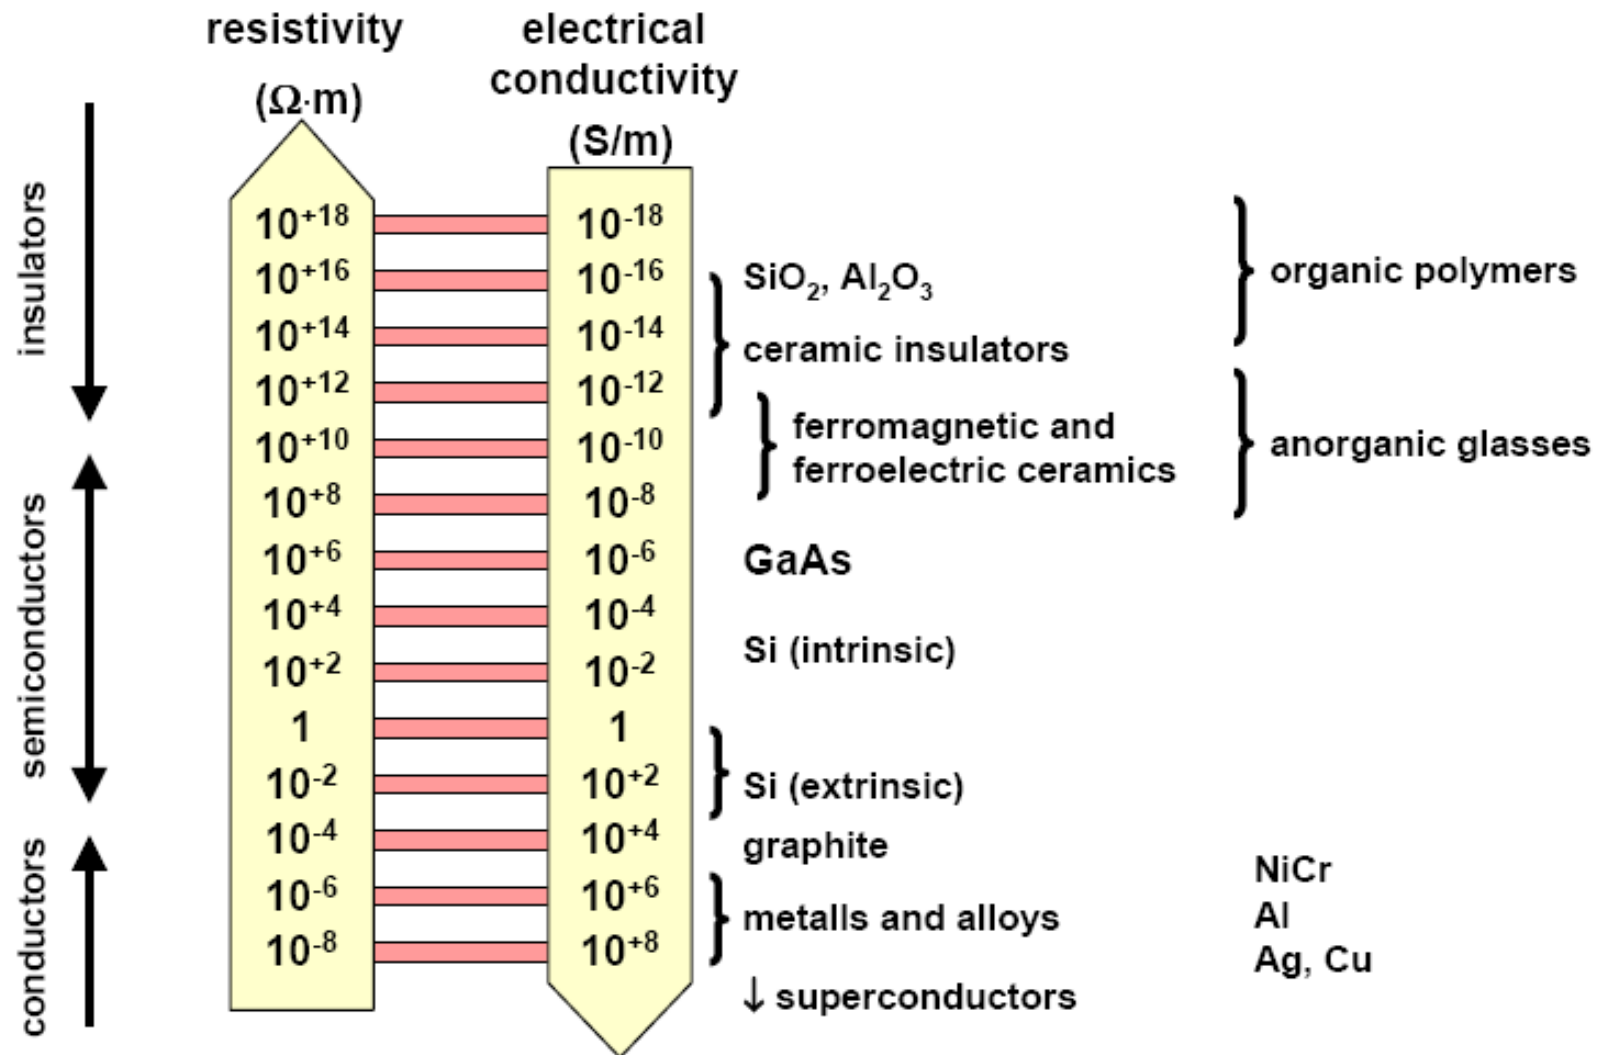 resistivity
(Ω·m)
electrical
conductivity
(S/m)
insulators
semiconductors
conductors
10⁺¹⁸ 10⁻¹⁸
10⁺¹⁶ 10⁻¹⁶ SiO₂, Al₂O₃ organic polymers
10⁺¹⁴ 10⁻¹⁴
ceramic insulators
10⁺¹² 10⁻¹²
ferromagnetic and
ferroelectric ceramics
10⁺¹⁰ 10⁻¹⁰ anorganic glasses
10⁺⁸ 10⁻⁸
10⁺⁶ 10⁻⁶ GaAs
10⁺⁴ 10⁻⁴
Si (intrinsic)
10⁺² 10⁻²
1 1
10⁻² 10⁺² Si (extrinsic)
10⁻⁴ 10⁺⁴ graphite
NiCr
10⁻⁶ 10⁺⁶
metalls and alloys Al
10⁻⁸ 10⁺⁸
Ag, Cu
↓ superconductors